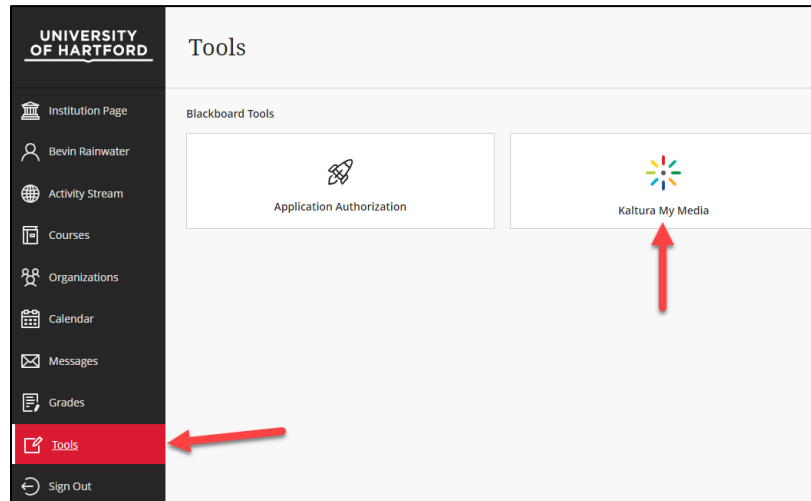 UNIVERSITY
OF HARTFORD
Tools
Institution Page
Bevin Rainwater
Activity Stream
Courses
Organizations
Calendar
Messages
Grades
Tools
Sign Out
Blackboard Tools
Application Authorization
Kaltura My Media